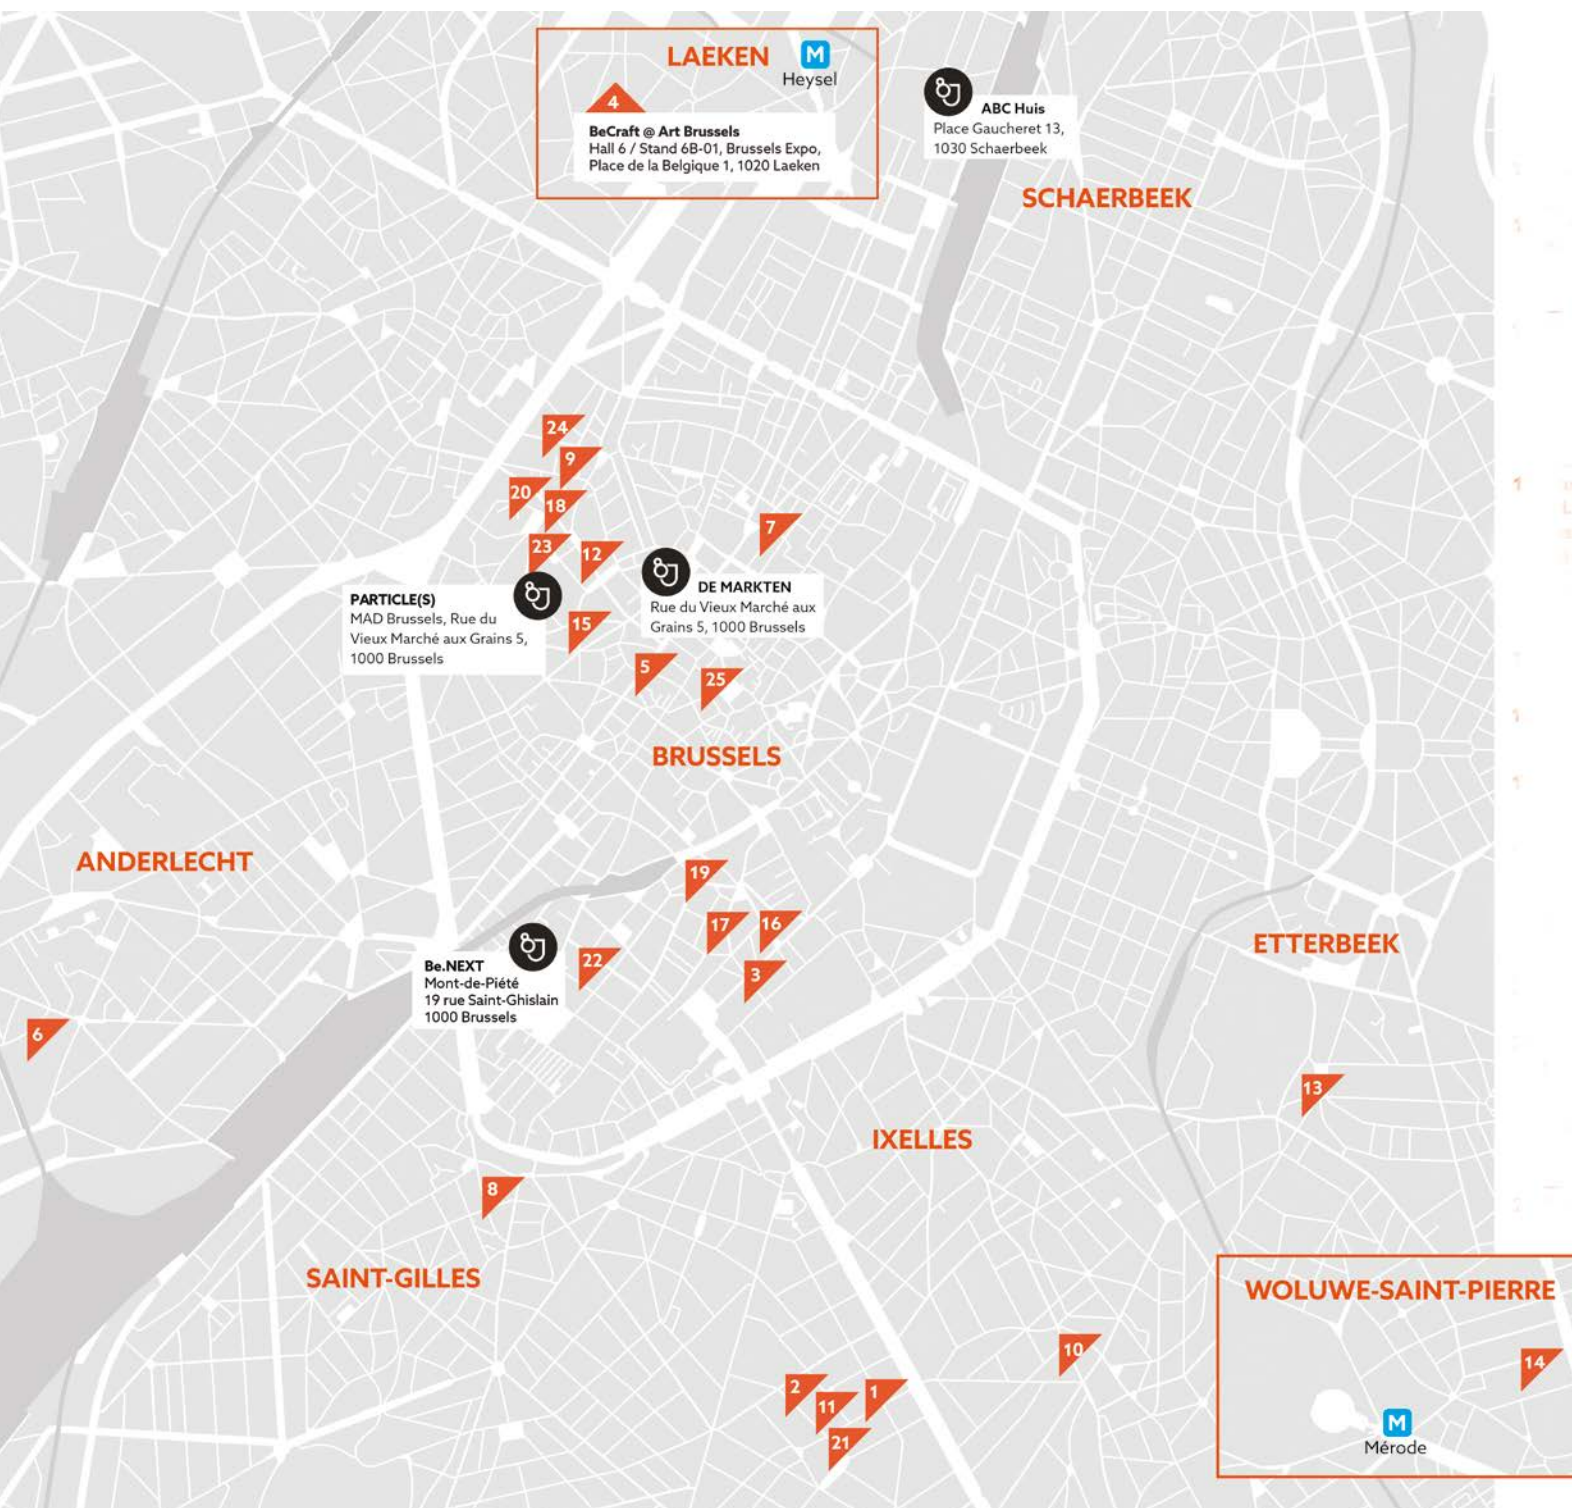 LAEKEN
M
Heysel
4
BeCraft @ Art Brussels
Hall 6 / Stand 6B-01, Brussels Expo,
Place de la Belgique 1, 1020 Laeken
ABC Huis
Place Gaucheret 13,
1030 Schaerbeek
SCHAERBEEK
24
9
20
18
7
23
12
PARTICLE(S)
MAD Brussels, Rue du
Vieux Marché aux Grains 5,
1000 Brussels
DE MARKTEN
Rue du Vieux Marché aux
Grains 5, 1000 Brussels
15
5
25
BRUSSELS
ANDERLECHT
19
17
16
ETTERBEEK
Be.NEXT
Mont-de-Piété
19 rue Saint-Ghislain
1000 Brussels
22
3
6
13
IXELLES
8
SAINT-GILLES
WOLUWE-SAINT-PIERRE
10
14
2
11
1
21
M
Mérode